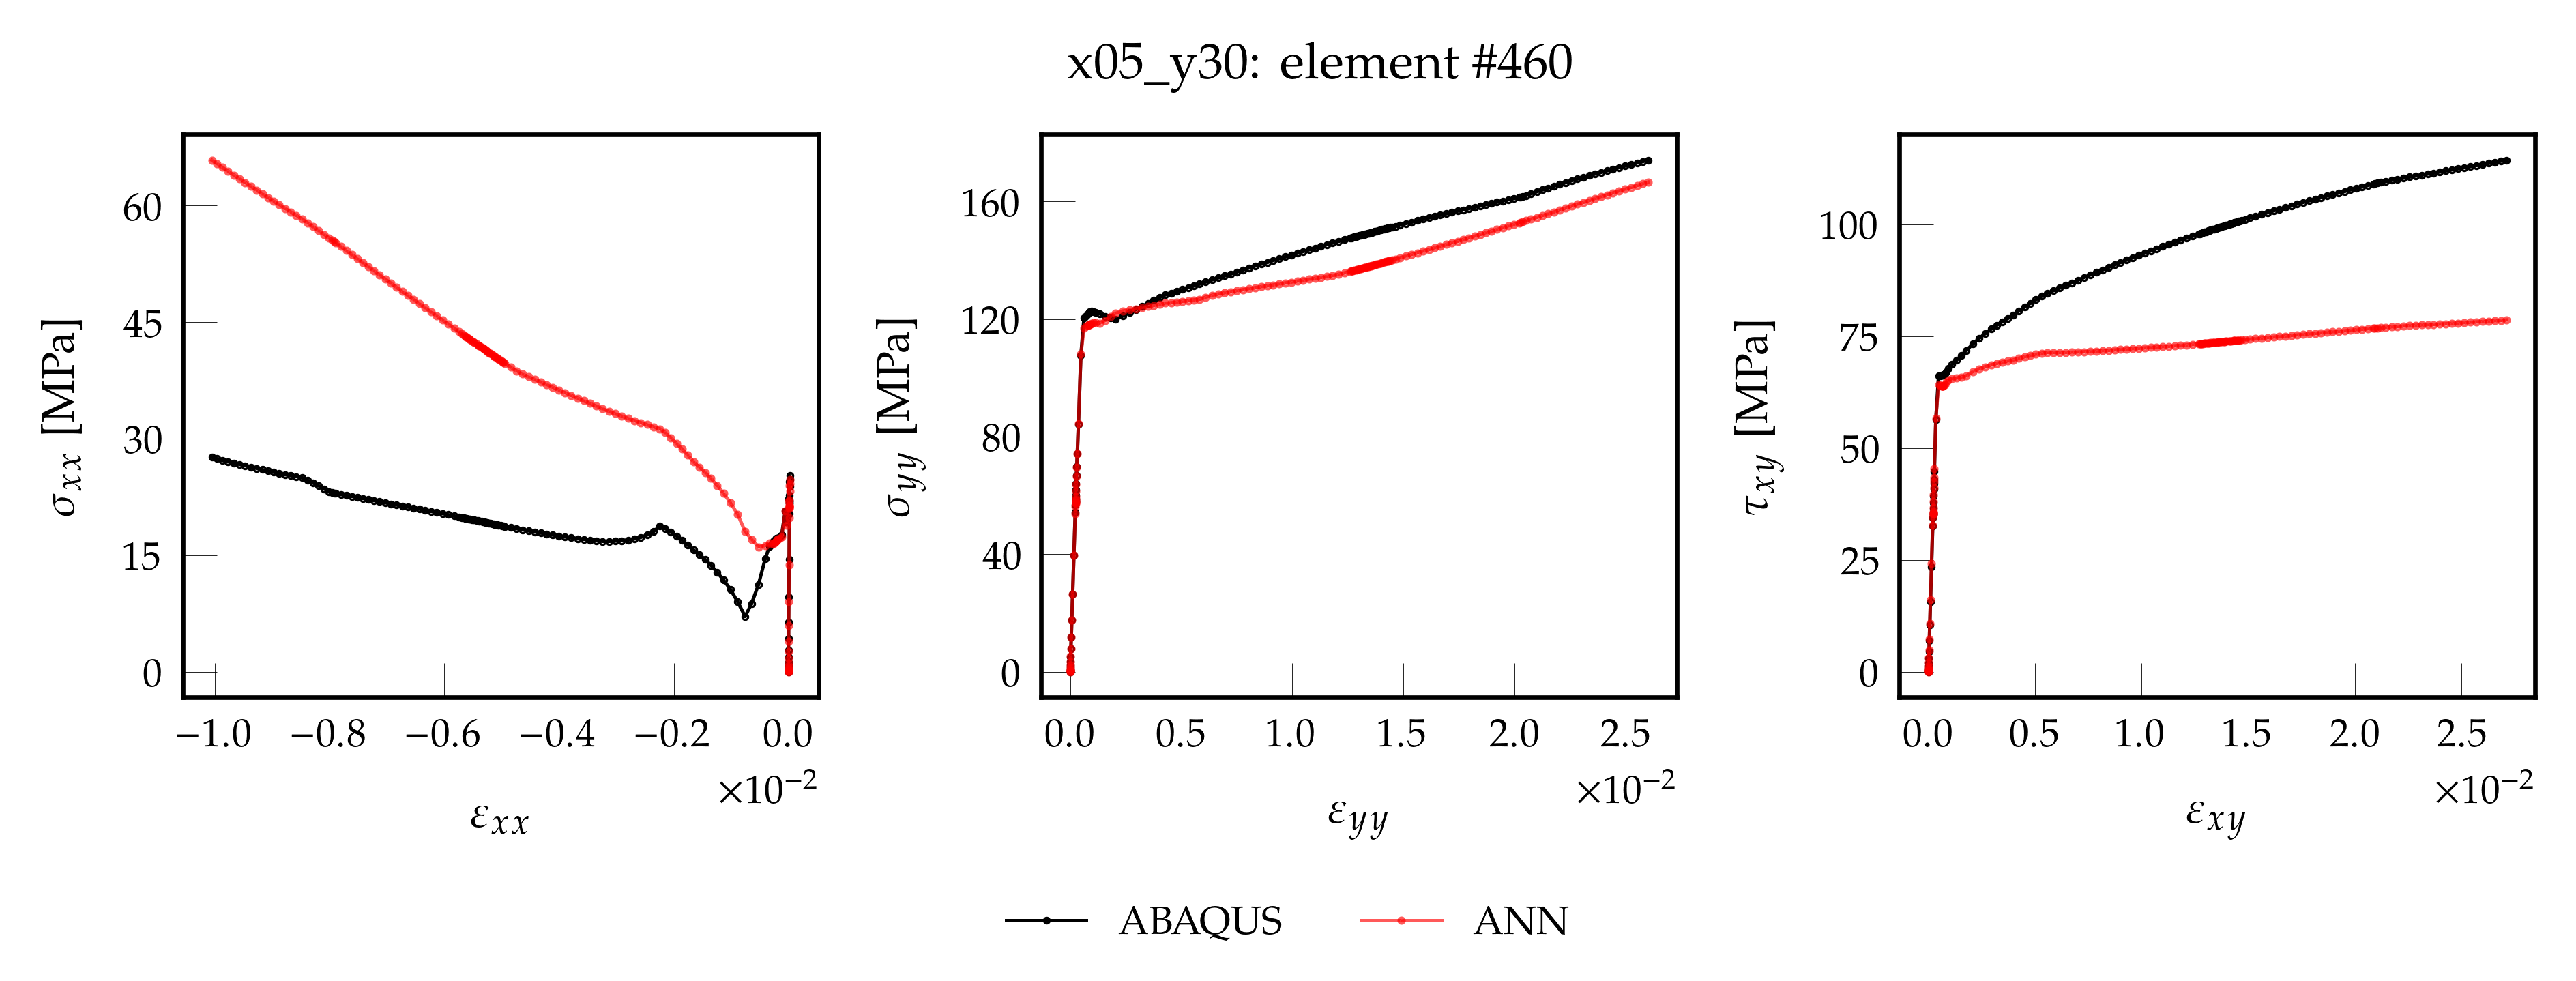 x05_y30: element #460
σxx [MPa]
60
45
30
15
0
−1.0 −0.8 −0.6 −0.4 −0.2 0.0
×10−2
εxx
σyy [MPa]
160
120
80
40
0
0.0 0.5 1.0 1.5 2.0 2.5
×10−2
εyy
τxy [MPa]
100
75
50
25
0
0.0 0.5 1.0 1.5 2.0 2.5
×10−2
εxy
ABAQUS ANN